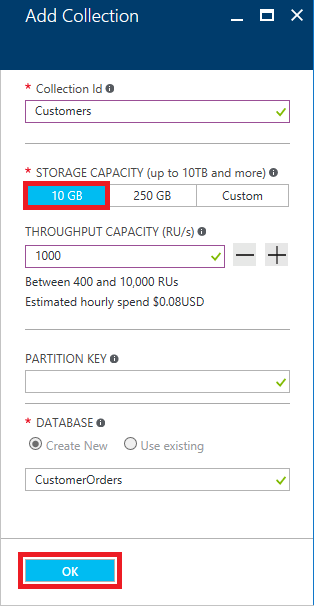 Add Collection
* Collection Id
Customers
* STORAGE CAPACITY (up to 10TB and more)
10 GB 250 GB Custom
THROUGHPUT CAPACITY (RU/s)
1000
Between 400 and 10,000 RUs
Estimated hourly spend $0.08USD
PARTITION KEY
* DATABASE
Create New Use existing
CustomerOrders
OK